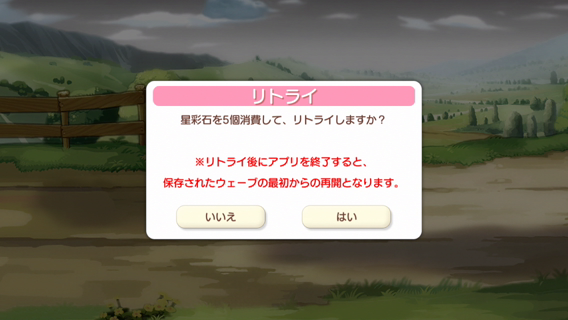 リトライ
星彩石を5個消費して、リトライしますか？
※リトライ後にアプリを終了すると、
保存されたウェーブの最初からの再開となります。
いいえ
はい